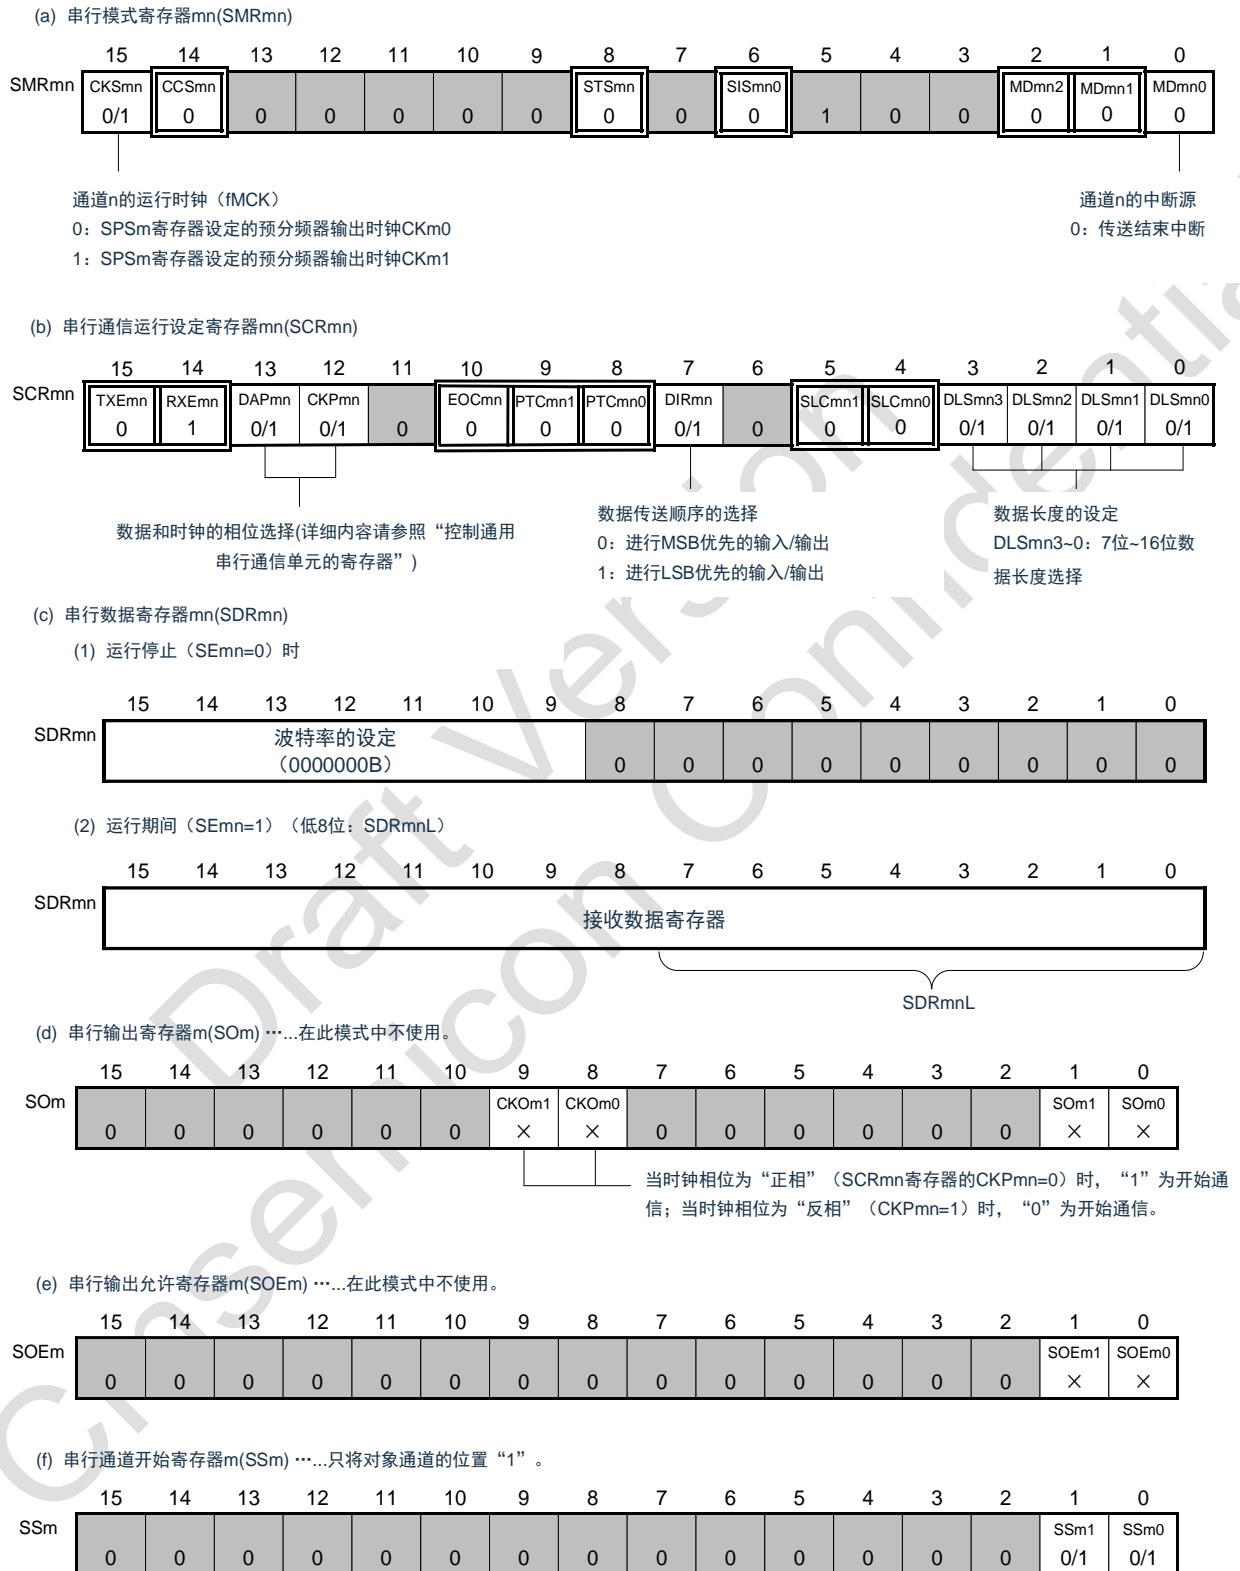 (a) 串行模式寄存器mn(SMRmn)
15 14 13 12 11 10 9 8 7 6 5 4 3 2 1 0
SMRmn CKSmn CCSmn STSmn SISmn0 MDmn2 MDmn1 MDmn0
0/1 0 0 0 0 0 0 0 0 0 1 0 0 0 0 0
通道n的运行时钟（fMCK）
0：SPSm寄存器设定的预分频器输出时钟CKm0
1：SPSm寄存器设定的预分频器输出时钟CKm1
通道n的中断源
0：传送结束中断
(b) 串行通信运行设定寄存器mn(SCRmn)
15 14 13 12 11 10 9 8 7 6 5 4 3 2 1 0
SCRmn TXEmn RXEmn DAPmn CKPmn EOCmn PTCmn1 PTCmn0 DIRmn SLCmn1 SLCmn0 DLSmn3 DLSmn2 DLSmn1 DLSmn0
0 1 0/1 0/1 0 0 0 0 0/1 0 0 0 0/1 0/1 0/1 0/1
数据和时钟的相位选择(详细内容请参照“控制通用
串行通信单元的寄存器”)
数据传送顺序的选择
0：进行MSB优先的输入/输出
1：进行LSB优先的输入/输出
数据长度的设定
DLSmn3~0：7位~16位数
据长度选择
(c) 串行数据寄存器mn(SDRmn)
(1) 运行停止（SEmn=0）时
15 14 13 12 11 10 9 8 7 6 5 4 3 2 1 0
SDRmn 波特率的设定
（0000000B） 0 0 0 0 0 0 0 0 0
(2) 运行期间（SEmn=1）（低8位：SDRmnL）
15 14 13 12 11 10 9 8 7 6 5 4 3 2 1 0
SDRmn 接收数据寄存器
SDRmnL
(d) 串行输出寄存器m(SOm) ⋯...在此模式中不使用。
15 14 13 12 11 10 9 8 7 6 5 4 3 2 1 0
SOm CKOm1 CKOm0 SOm1 SOm0
0 0 0 0 0 0 × × 0 0 0 0 0 0 × ×
当时钟相位为“正相”（SCRmn寄存器的CKPmn=0）时，“1”为开始通
信；当时钟相位为“反相”（CKPmn=1）时，“0”为开始通信。
(e) 串行输出允许寄存器m(SOEm) ⋯...在此模式中不使用。
15 14 13 12 11 10 9 8 7 6 5 4 3 2 1 0
SOEm SOEm1 SOEm0
0 0 0 0 0 0 0 0 0 0 0 0 0 0 × ×
(f) 串行通道开始寄存器m(SSm) ⋯...只将对象通道的位置“1”。
15 14 13 12 11 10 9 8 7 6 5 4 3 2 1 0
SSm SSm1 SSm0
0 0 0 0 0 0 0 0 0 0 0 0 0 0 0/1 0/1
Draft Version